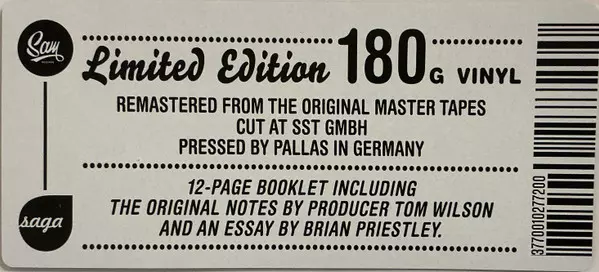 Sam
Limited Edition 180G VINYL
REMASTERED FROM THE ORIGINAL MASTER TAPES
CUT AT SST GMBH
PRESSED BY PALLAS IN GERMANY
12-PAGE BOOKLET INCLUDING
THE ORIGINAL NOTES BY PRODUCER TOM WILSON
AND AN ESSAY BY BRIAN PRIESTLEY.
saga
3770010277200